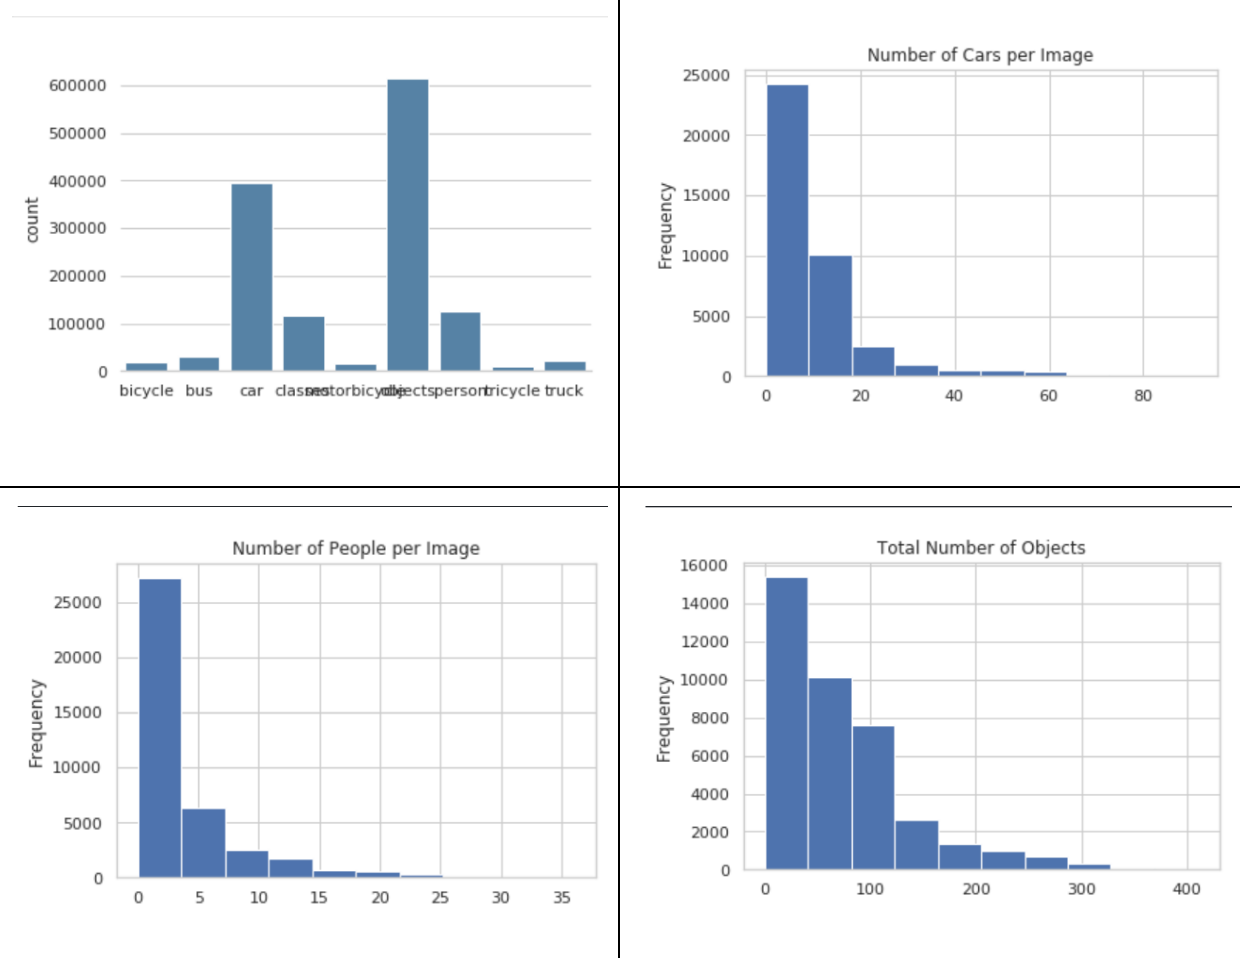 600000
500000
400000
300000
200000
100000
0
count
bicycle bus car classes motorbicycle objects person tricycle truck
Number of Cars per Image
25000
20000
15000
10000
5000
0
Frequency
0 20 40 60 80
Number of People per Image
25000
20000
15000
10000
5000
0
Frequency
0 5 10 15 20 25 30 35
Total Number of Objects
16000
14000
12000
10000
8000
6000
4000
2000
0
Frequency
0 100 200 300 400